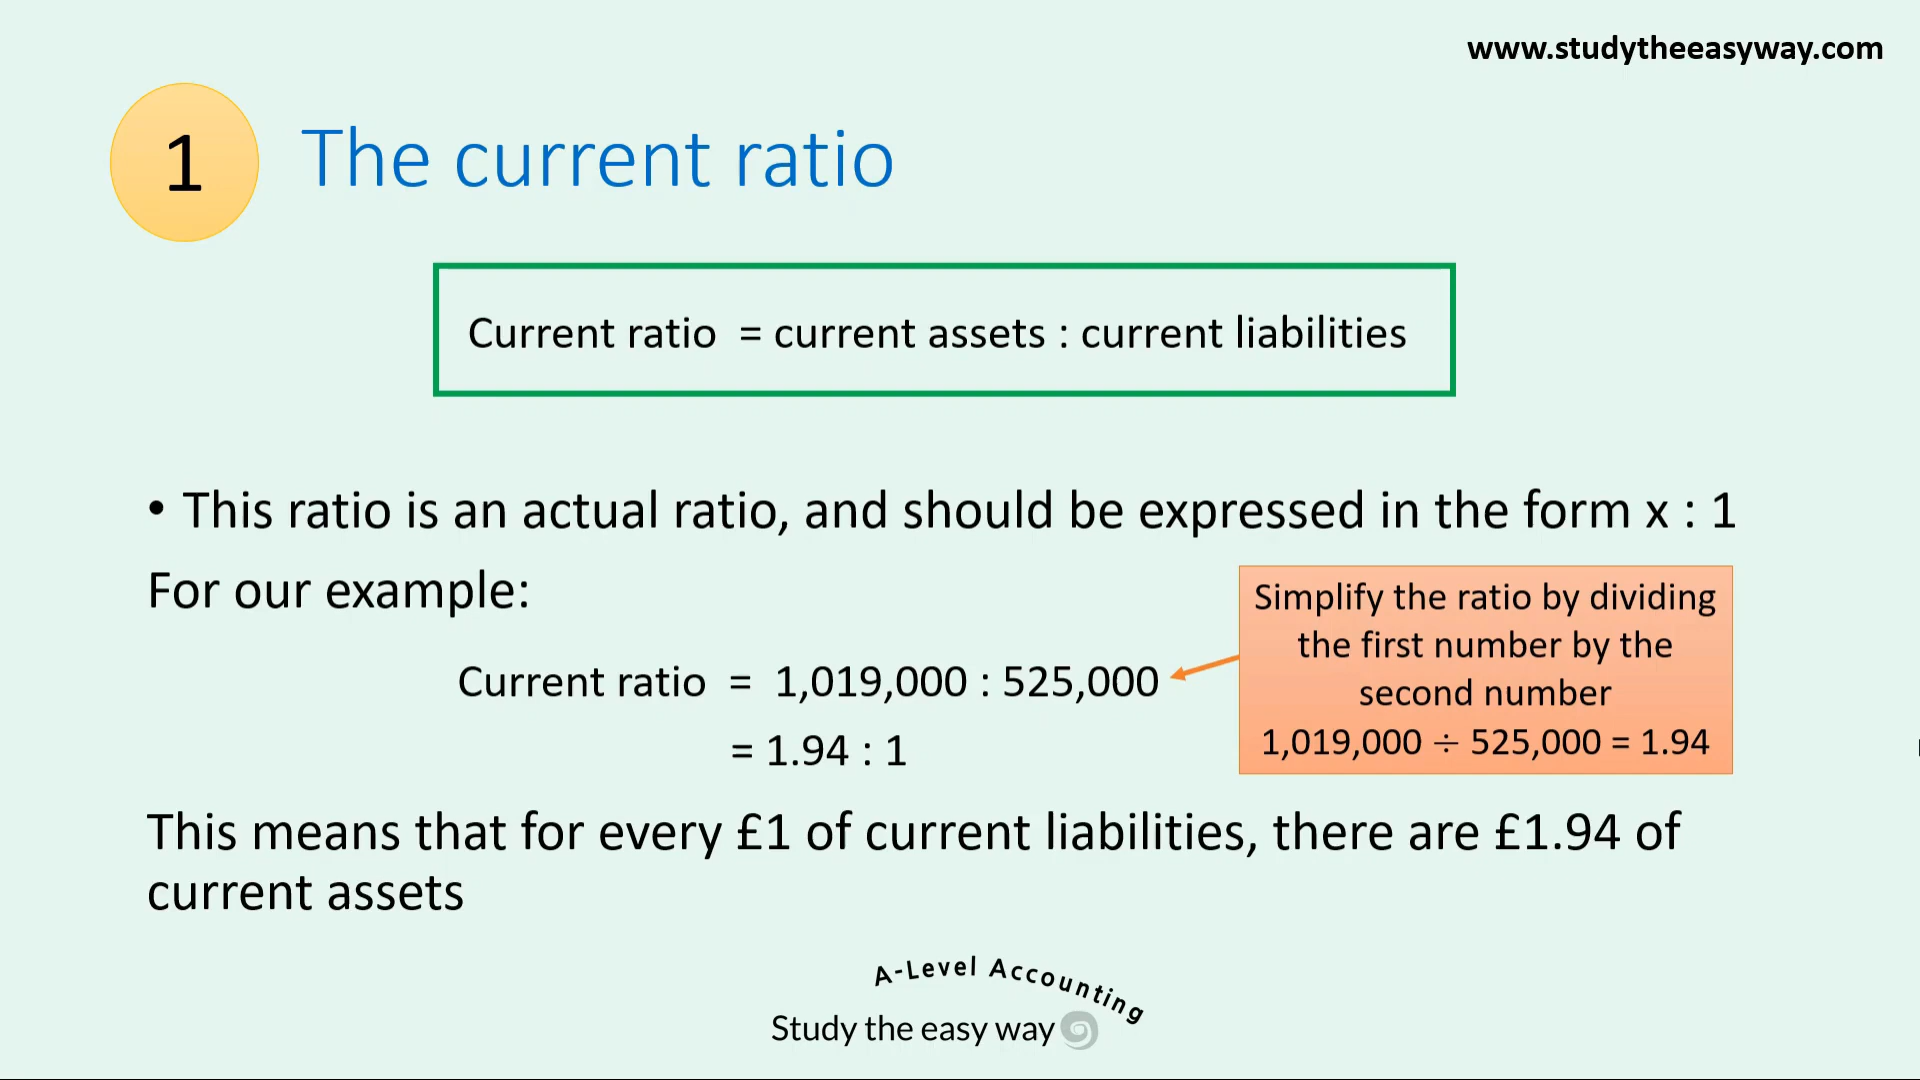 www.studytheeasyway.com
1
The current ratio
Current ratio = current assets : current liabilities
• This ratio is an actual ratio, and should be expressed in the form x : 1
For our example:
Current ratio = 1,019,000 : 525,000
= 1.94 : 1
Simplify the ratio by dividing
the first number by the
second number
1,019,000 ÷ 525,000 = 1.94
This means that for every £1 of current liabilities, there are £1.94 of
current assets
A-Level Accounting
Study the easy way